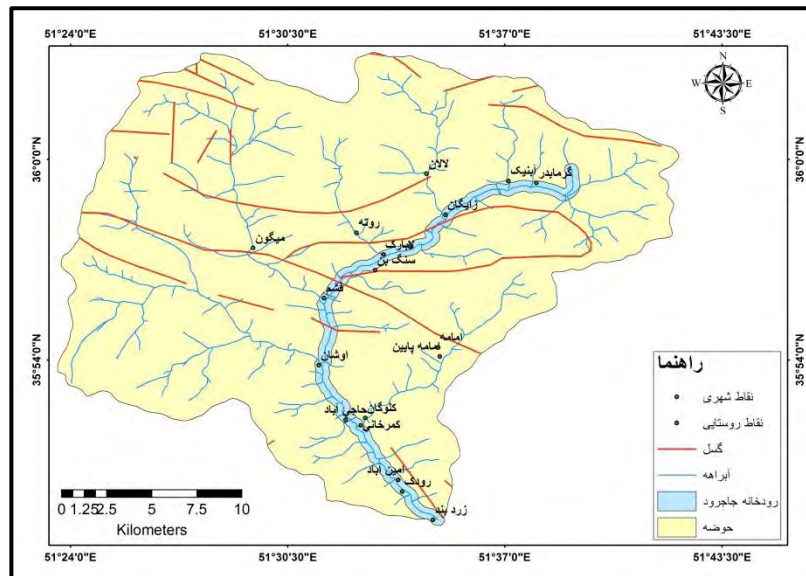 51°24'0"E
51°30'30"E
51°37'0"E
51°43'30"E
N
W
E
S
36°0'0"N
36°0'0"N
35°54'0"N
35°54'0"N
گرمابدر
آبنیک
لالان
زایگان
روته
لاپارک
سنگ بن
میگون
فشم
امامه
امامه پایین
اوشان
کلوگان
حاجی آباد
کمرخانی
امین آباد
رودک
زرد بند
راهنما
نقاط شهری
نقاط روستایی
گسل
آبراهه
رودخانه جاجرود
حوضه
0 1.25 2.5 5 7.5 10
Kilometers
51°24'0"E
51°30'30"E
51°37'0"E
51°43'30"E